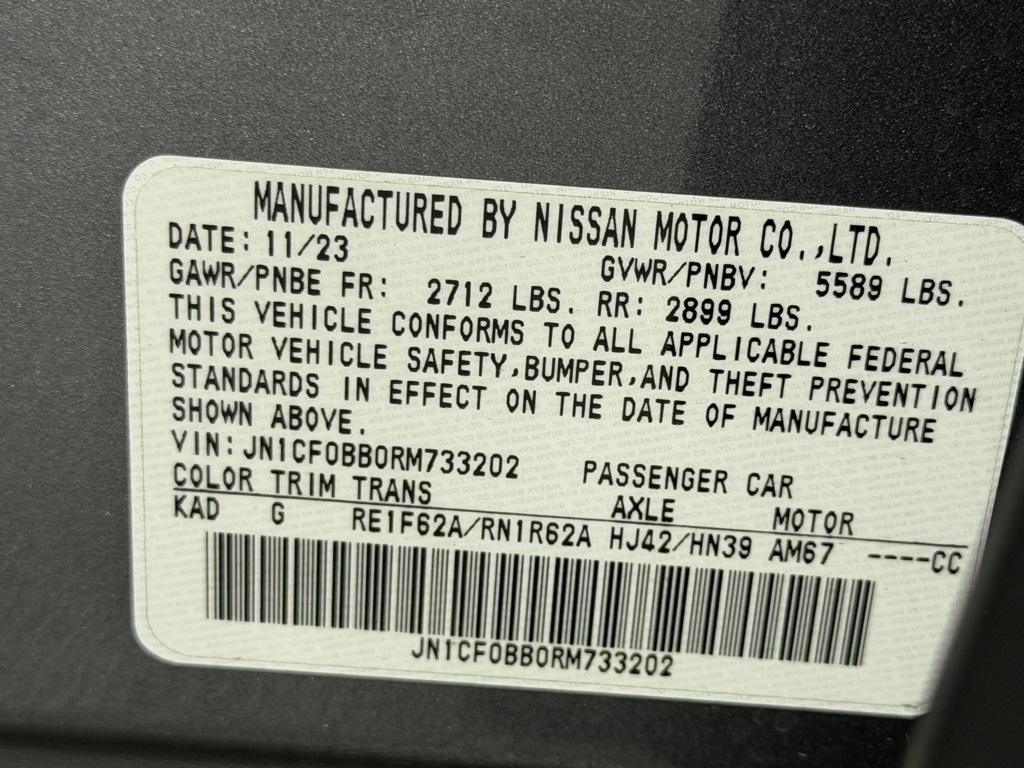 MANUFACTURED BY NISSAN MOTOR CO.,LTD.
DATE: 11/23 GVWR/PNBV: 5589 LBS.
GAWR/PNBE FR: 2712 LBS. RR: 2899 LBS.
THIS VEHICLE CONFORMS TO ALL APPLICABLE FEDERAL
MOTOR VEHICLE SAFETY,BUMPER,AND THEFT PREVENTION
STANDARDS IN EFFECT ON THE DATE OF MANUFACTURE
SHOWN ABOVE.
VIN: JN1CF0BB0RM733202 PASSENGER CAR
COLOR TRIM TRANS AXLE MOTOR
KAD G RE1F62A/RN1R62A HJ42/HN39 AM67 ----CC
JN1CF0BB0RM733202